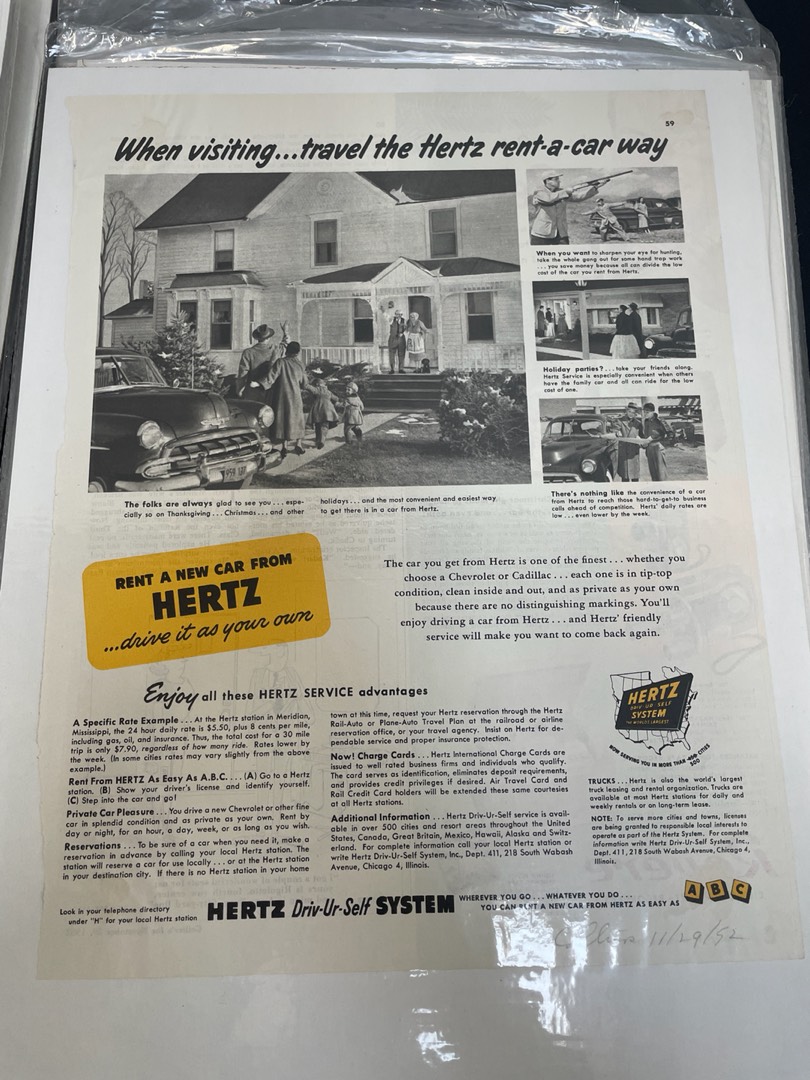 59
When visiting...travel the Hertz rent-a-car way
When you want to sharpen your eye for hunting,
take the whole gang out for some hand trap work
...you save money because all can divide the low
cost of the car you rent from Hertz.
Holiday parties?...take your friends along.
Hertz Service is especially convenient when others
have the family car and all can ride for the low
cost of one.
There's nothing like the convenience of a car
from Hertz to reach those hard-to-get-to business
calls ahead of competition. Hertz' daily rates are
low...even lower by the week.
The folks are always glad to see you...espe-
cially so on Thanksgiving...Christmas...and other
holidays...and the most convenient and easiest way
to get there is in a car from Hertz.
RENT A NEW CAR FROM
HERTZ
...drive it as your own
The car you get from Hertz is one of the finest...whether you
choose a Chevrolet or Cadillac...each one is in tip-top
condition, clean inside and out, and as private as your own
because there are no distinguishing markings. You'll
enjoy driving a car from Hertz...and Hertz' friendly
service will make you want to come back again.
Enjoy all these HERTZ SERVICE advantages
A Specific Rate Example...At the Hertz station in Meridian,
Mississippi, the 24 hour daily rate is $5.50, plus 8 cents per mile,
including gas, oil, and insurance. Thus, the total cost for a 30 mile
trip is only $7.90, regardless of how many ride. Rates lower by
the week. (In some cities rates may vary slightly from the above
example.)
Rent From HERTZ As Easy As A.B.C....(A) Go to a Hertz
station. (B) Show your driver's license and identify yourself.
(C) Step into the car and go!
Private Car Pleasure...You drive a new Chevrolet or other fine
car in splendid condition and as private as your own. Rent by
day or night, for an hour, a day, week, or as long as you wish.
Reservations...To be sure of a car when you need it, make a
reservation in advance by calling your local Hertz station. The
station will reserve a car for use locally...or at the Hertz station
in your destination city. If there is no Hertz station in your home
town at this time, request your Hertz reservation through the Hertz
Rail-Auto or Plane-Auto Travel Plan at the railroad or airline
reservation office, or your travel agency. Insist on Hertz for de-
pendable service and proper insurance protection.
Now! Charge Cards...Hertz International Charge Cards are
issued to well rated business firms and individuals who qualify.
The card serves as identification, eliminates deposit requirements,
and provides credit privileges if desired. Air Travel Card and
Rail Credit Card holders will be extended these same courtesies
at all Hertz stations.
Additional Information...Hertz Driv-Ur-Self service is avail-
able in over 500 cities and resort areas throughout the United
States, Canada, Great Britain, Mexico, Hawaii, Alaska and Switz-
erland. For complete information call your local Hertz station or
write Hertz Driv-Ur-Self System, Inc., Dept. 411, 218 South Wabash
Avenue, Chicago 4, Illinois.
HERTZ
DRIV-UR-SELF
SYSTEM
THE WORLD'S LARGEST
NOW SERVING YOU IN MORE THAN 500 CITIES
TRUCKS...Hertz is also the world's largest
truck leasing and rental organization. Trucks are
available at most Hertz stations for daily and
weekly rentals or on long-term lease.
NOTE: To serve more cities and towns, licenses
are being granted to responsible local interests to
operate as part of the Hertz System. For complete
information write Hertz Driv-Ur-Self System, Inc.,
Dept. 411, 218 South Wabash Avenue, Chicago 4,
Illinois.
Look in your telephone directory
under "H" for your local Hertz station
HERTZ Driv-Ur-Self SYSTEM
WHEREVER YOU GO...WHATEVER YOU DO...
YOU CAN RENT A NEW CAR FROM HERTZ AS EASY AS
A B C
11/29/52